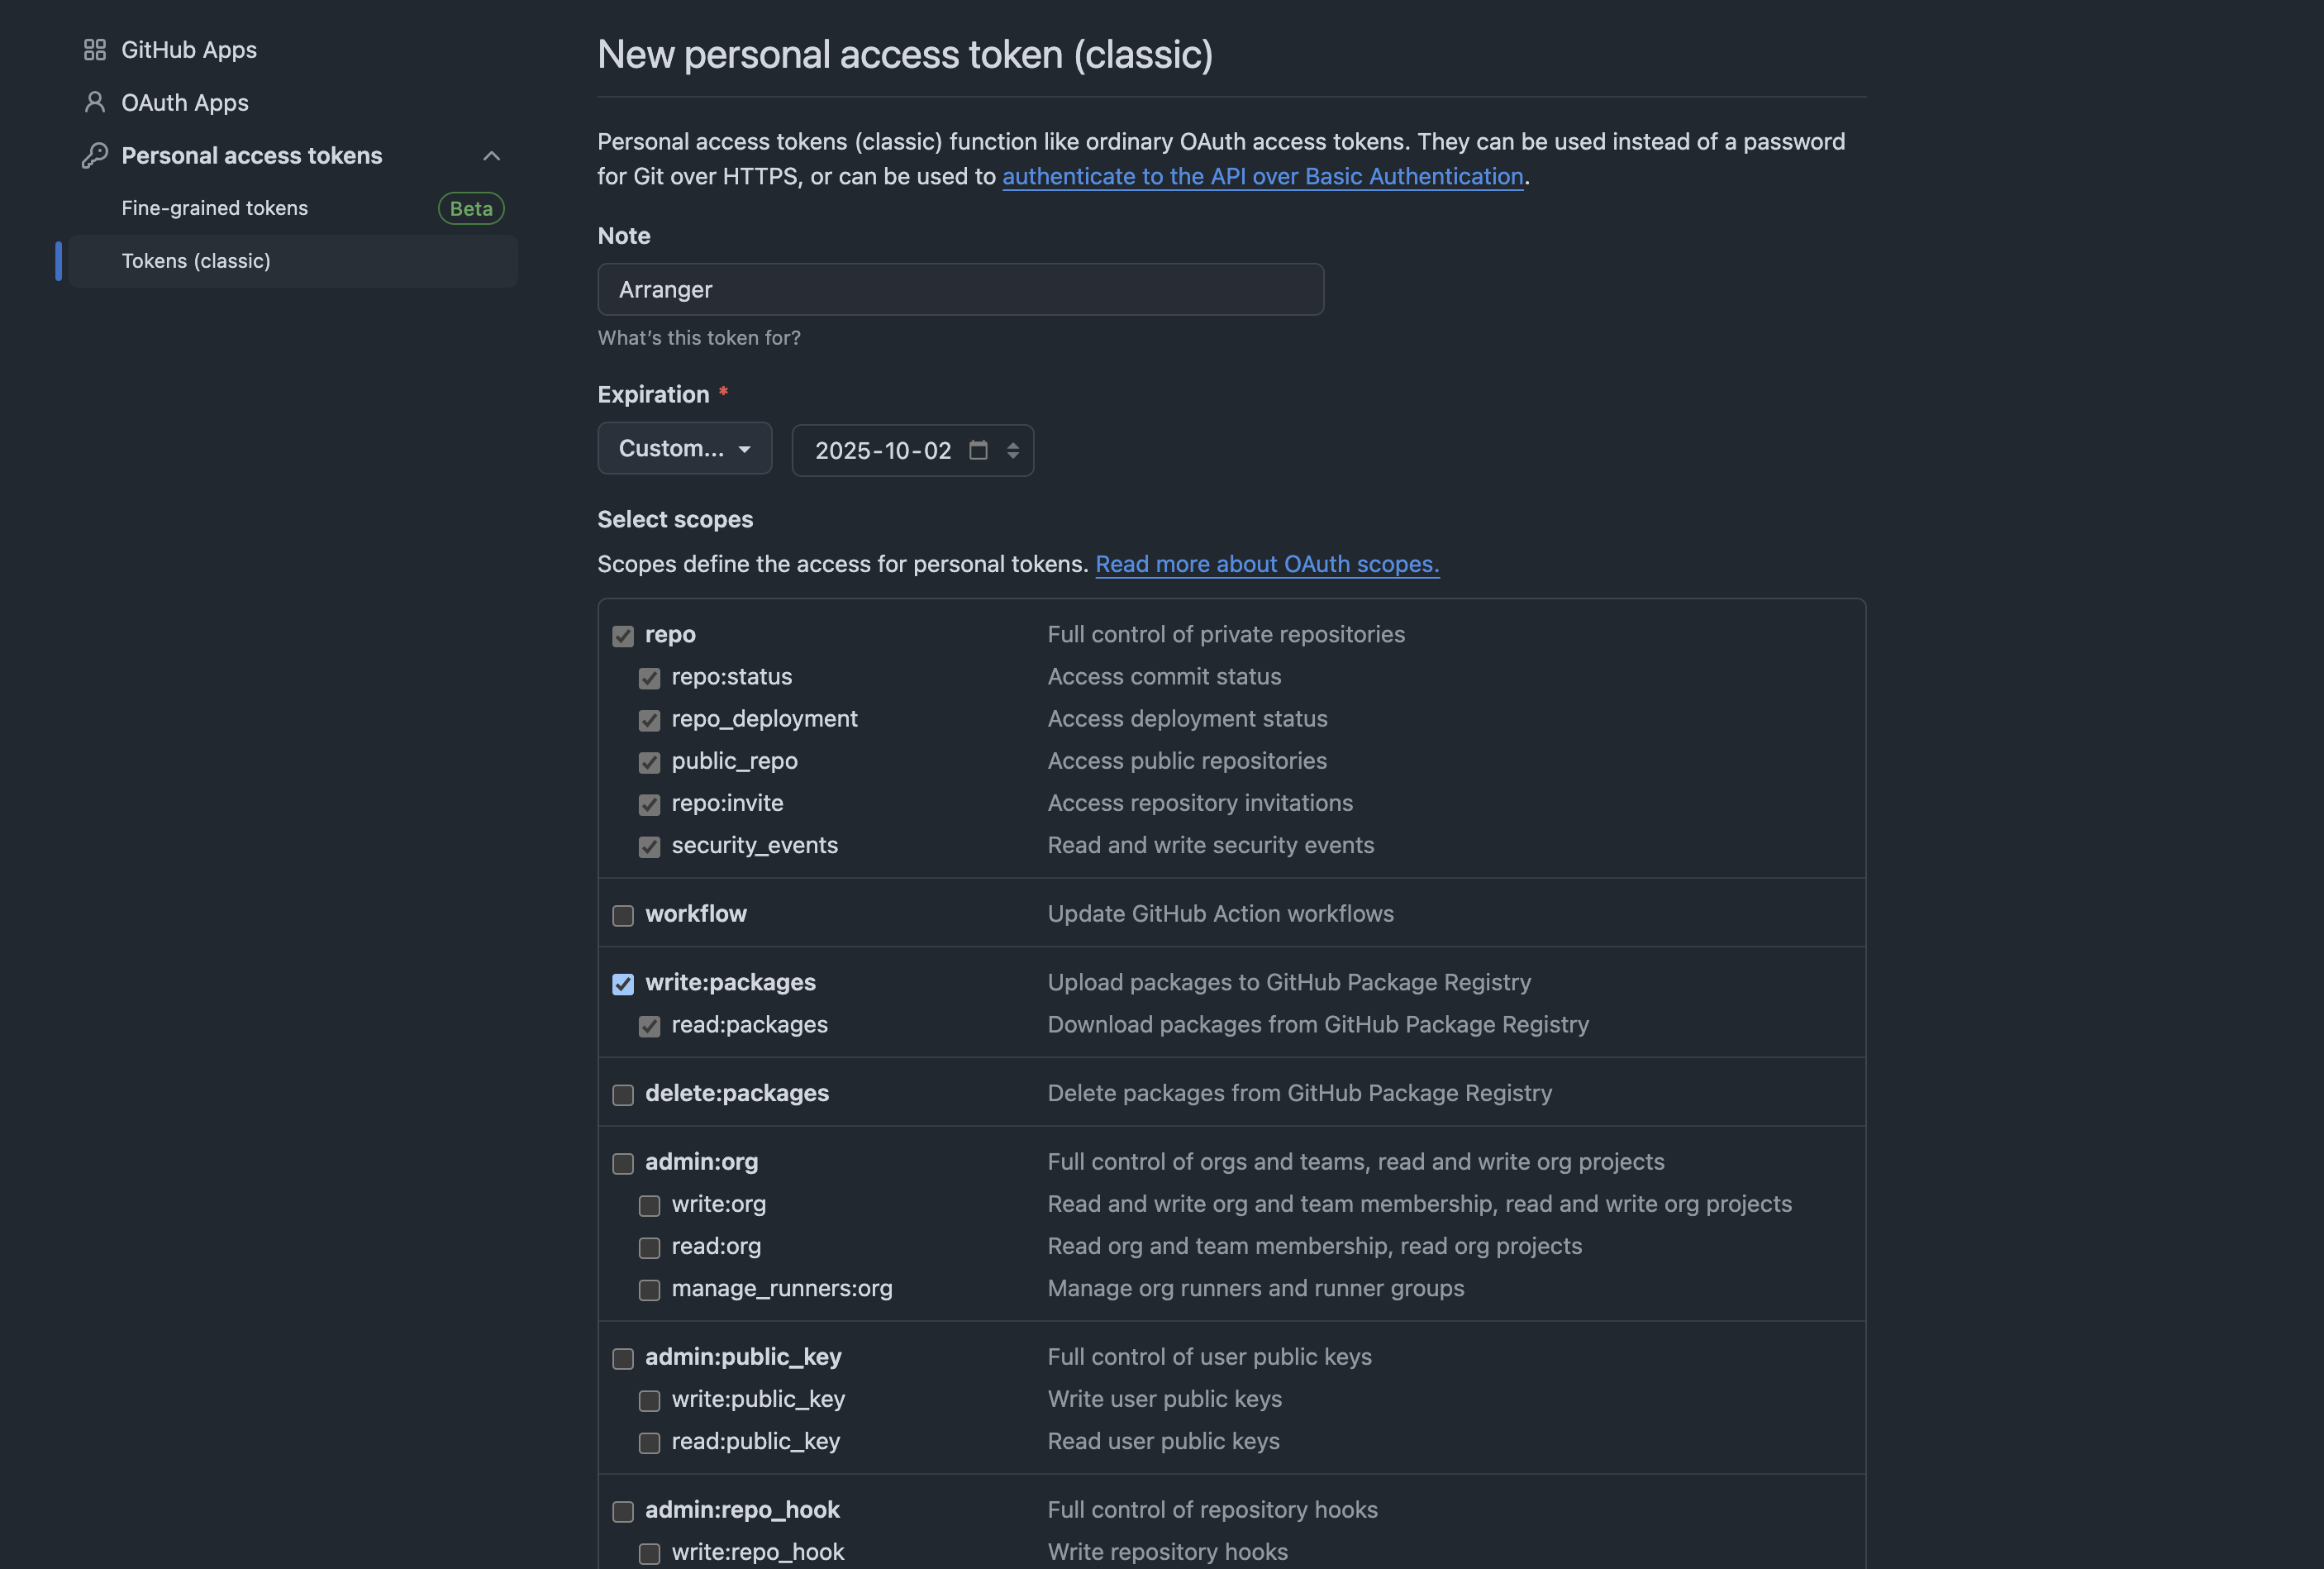 GitHub Apps
OAuth Apps
Personal access tokens
Fine-grained tokens Beta
Tokens (classic)
New personal access token (classic)
Personal access tokens (classic) function like ordinary OAuth access tokens. They can be used instead of a password
for Git over HTTPS, or can be used to authenticate to the API over Basic Authentication.
Note
Arranger
What's this token for?
Expiration *
Custom... 2025-10-02
Select scopes
Scopes define the access for personal tokens. Read more about OAuth scopes.
repo Full control of private repositories
repo:status Access commit status
repo_deployment Access deployment status
public_repo Access public repositories
repo:invite Access repository invitations
security_events Read and write security events
workflow Update GitHub Action workflows
write:packages Upload packages to GitHub Package Registry
read:packages Download packages from GitHub Package Registry
delete:packages Delete packages from GitHub Package Registry
admin:org Full control of orgs and teams, read and write org projects
write:org Read and write org and team membership, read and write org projects
read:org Read org and team membership, read org projects
manage_runners:org Manage org runners and runner groups
admin:public_key Full control of user public keys
write:public_key Write user public keys
read:public_key Read user public keys
admin:repo_hook Full control of repository hooks
write:repo_hook Write repository hooks